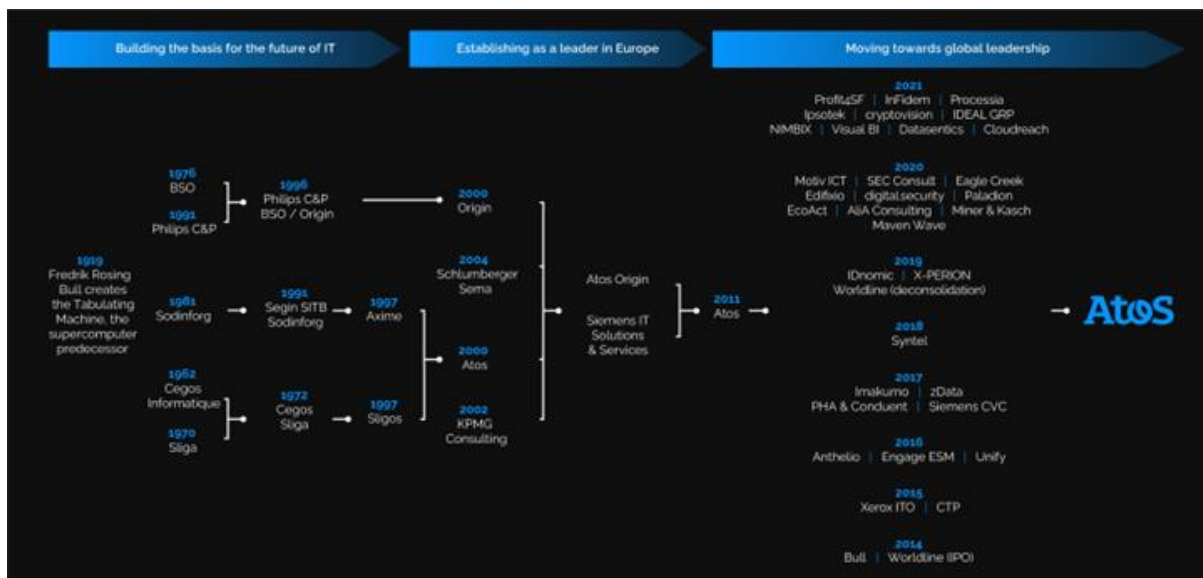 Building the basis for the future of IT
Establishing as a leader in Europe
Moving towards global leadership
1919
Fredrik Rosing
Bull creates
the Tabulating
Machine, the
supercomputer
predecessor
1976
BSO
1991
Philips C&P
1996
Philips C&P
BSO / Origin
1981
Sodinforg
1991
Segin SITB
Sodinforg
1997
Axime
1962
Cegos
Informatique
1970
Sliga
1972
Cegos
Sliga
1997
Sligos
2000
Origin
2004
Schlumberger
Sema
2000
Atos
2002
KPMG
Consulting
Atos Origin
Siemens IT
Solutions
& Services
2011
Atos
2021
Profit4SF | InFidem | Processia
Ipsotek | cryptovision | IDEAL GRP
NIMBIX | Visual BI | Datasentics | Cloudreach
2020
Motiv ICT | SEC Consult | Eagle Creek
Edifixio | digital.security | Paladion
EcoAct | AliA Consulting | Miner & Kasch
Maven Wave
2019
IDnomic | X-PERION
Worldline (deconsolidation)
2018
Syntel
2017
Imakumo | zData
PHA & Conduent | Siemens CVC
2016
Anthelio | Engage ESM | Unify
2015
Xerox ITO | CTP
2014
Bull | Worldline (IPO)
Atos